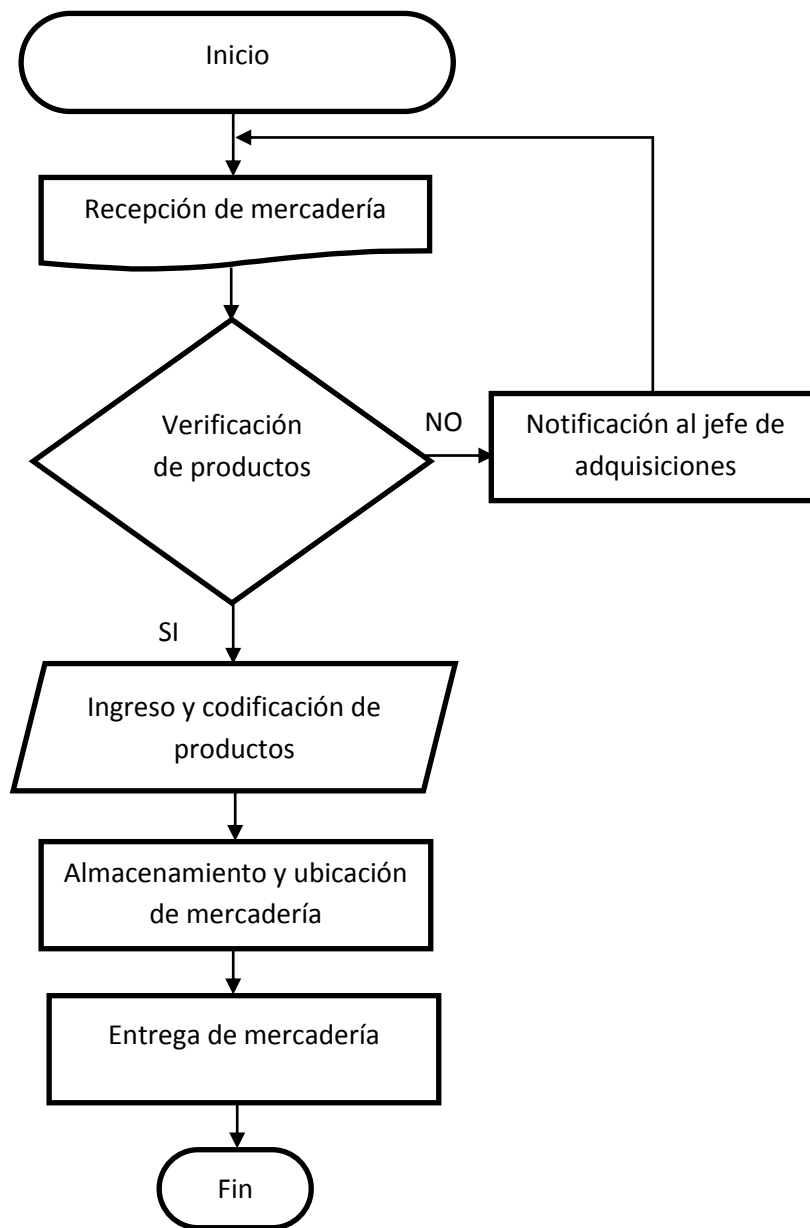 Inicio
Recepción de mercadería
Verificación
de productos
NO
Notificación al jefe de
adquisiciones
SI
Ingreso y codificación de
productos
Almacenamiento y ubicación
de mercadería
Entrega de mercadería
Fin